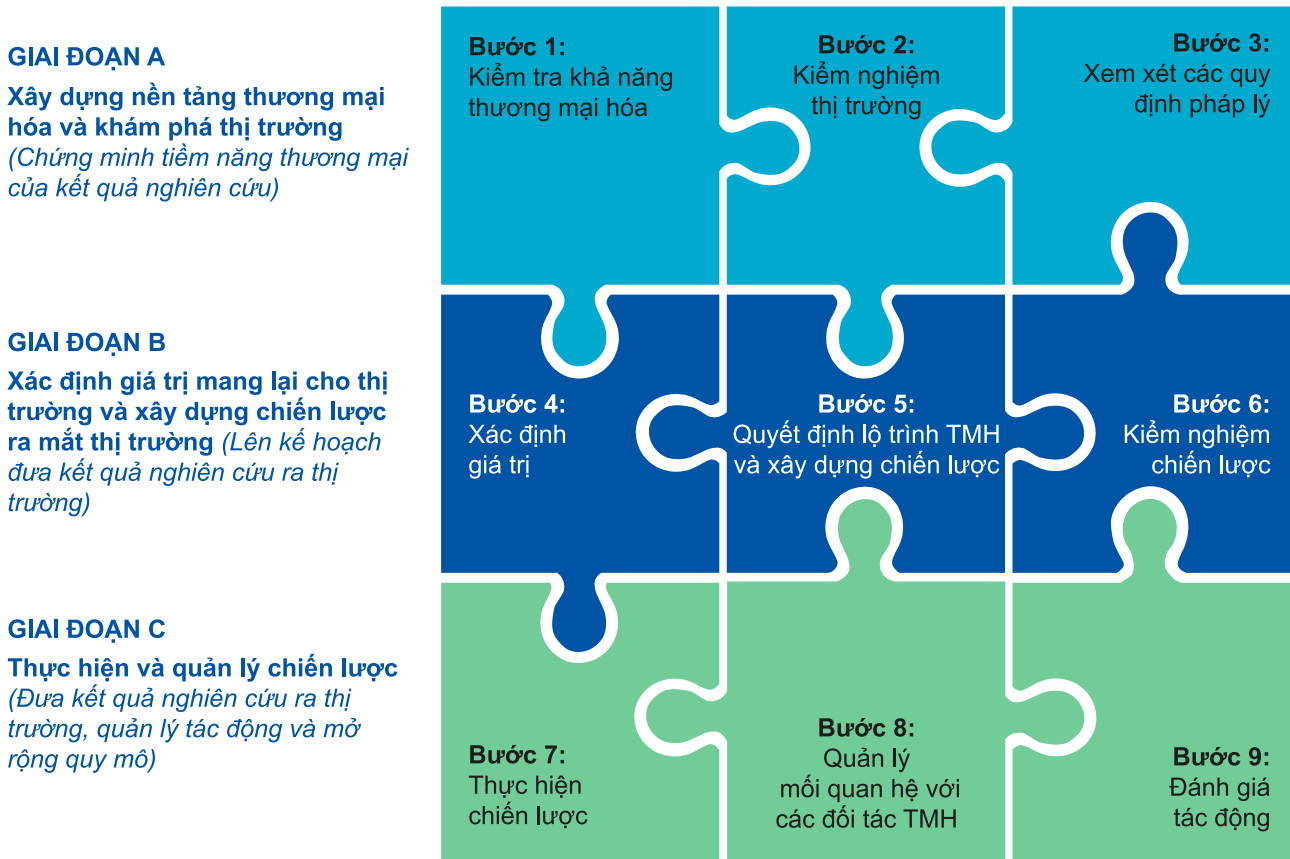 GIAI ĐOẠN A
Xây dựng nền tảng thương mại
hóa và khám phá thị trường
(Chứng minh tiềm năng thương mại
của kết quả nghiên cứu)
Bước 1:
Kiểm tra khả năng
thương mại hóa
Bước 2:
Kiểm nghiệm
thị trường
Bước 3:
Xem xét các quy
định pháp lý
GIAI ĐOẠN B
Xác định giá trị mang lại cho thị
trường và xây dựng chiến lược
ra mắt thị trường (Lên kế hoạch
đưa kết quả nghiên cứu ra thị
trường)
Bước 4:
Xác định
giá trị
Bước 5:
Quyết định lộ trình TMH
và xây dựng chiến lược
Bước 6:
Kiểm nghiệm
chiến lược
GIAI ĐOẠN C
Thực hiện và quản lý chiến lược
(Đưa kết quả nghiên cứu ra thị
trường, quản lý tác động và mở
rộng quy mô)
Bước 7:
Thực hiện
chiến lược
Bước 8:
Quản lý
mối quan hệ với
các đối tác TMH
Bước 9:
Đánh giá
tác động